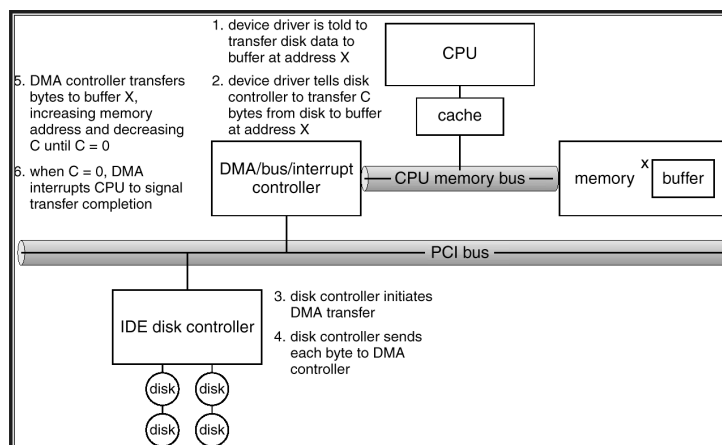 1. device driver is told to
transfer disk data to
buffer at address X
CPU
5. DMA controller transfers
bytes to buffer X,
increasing memory
address and decreasing
C until C = 0
2. device driver tells disk
controller to transfer C
bytes from disk to buffer
at address X
cache
6. when C = 0, DMA
interrupts CPU to signal
transfer completion
DMA/bus/interrupt
controller
CPU memory bus
memory
x
buffer
PCI bus
IDE disk controller
3. disk controller initiates
DMA transfer
4. disk controller sends
each byte to DMA
controller
disk
disk
disk
disk